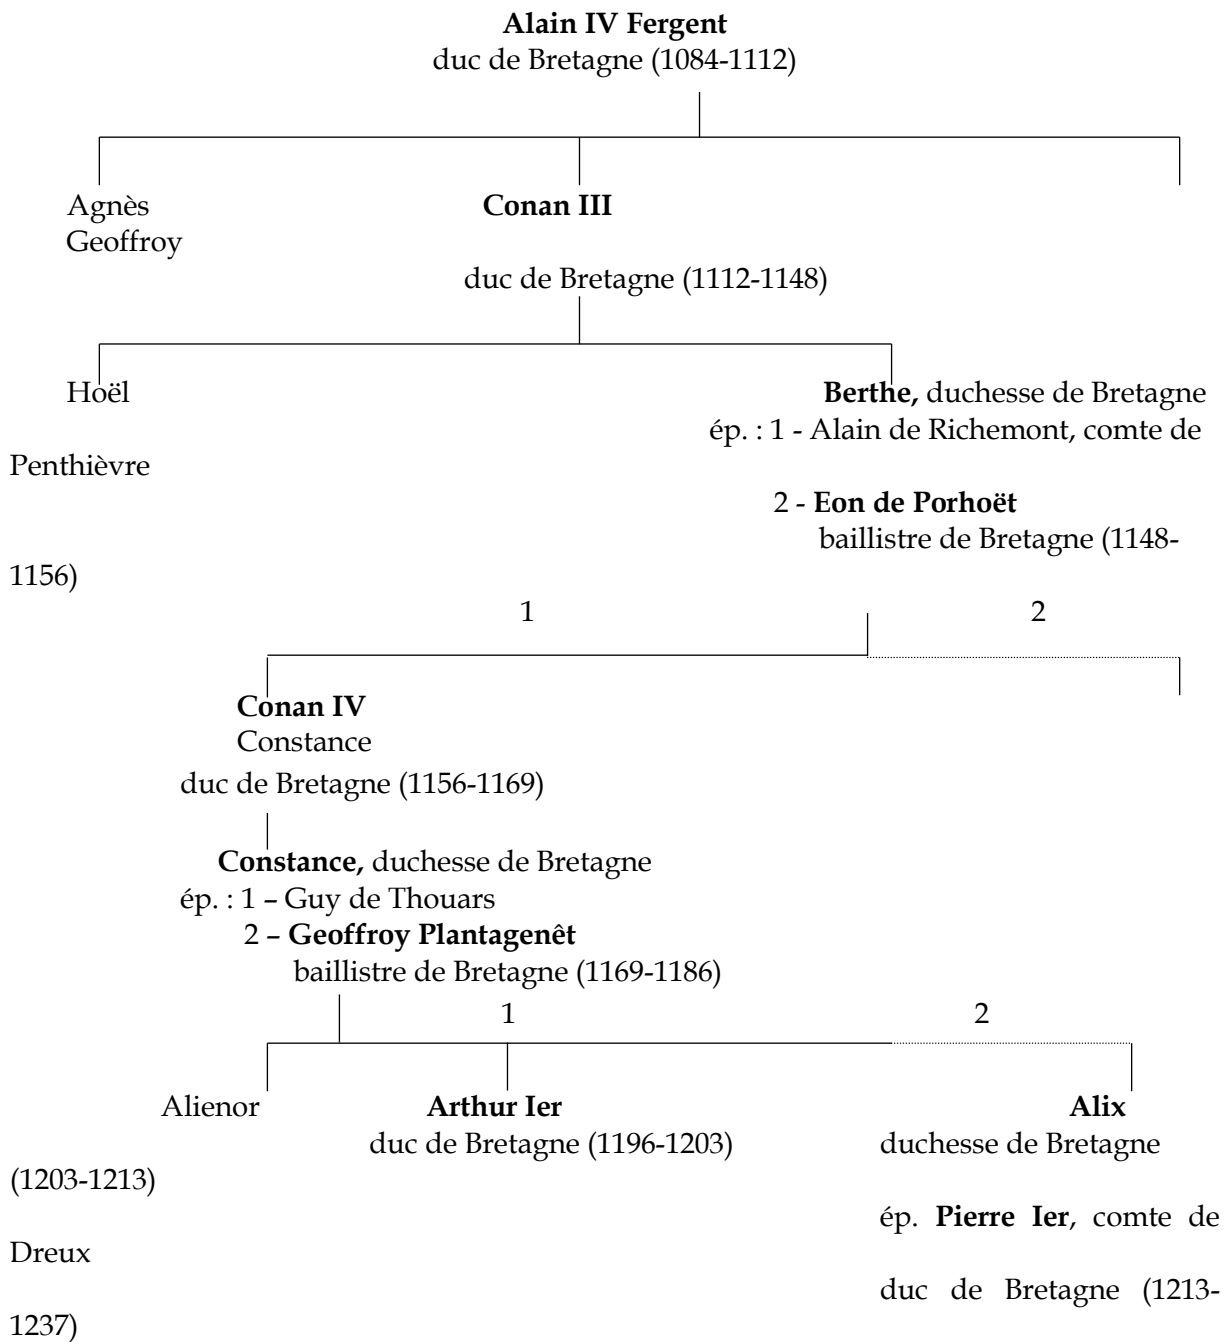 Alain IV Fergent
duc de Bretagne (1084-1112)
Agnès Conan III
Geoffroy
duc de Bretagne (1112-1148)
Hoël Berthe, duchesse de Bretagne
ép. : 1 - Alain de Richemont, comte de
Penthièvre
2 - Eon de Porhoët
baillistre de Bretagne (1148-
1156)
1 2
Conan IV
Constance
duc de Bretagne (1156-1169)
Constance, duchesse de Bretagne
ép. : 1 – Guy de Thouars
2 – Geoffroy Plantagenêt
baillistre de Bretagne (1169-1186)
1 2
Alienor Arthur Ier Alix
duc de Bretagne (1196-1203) duchesse de Bretagne
(1203-1213)
ép. Pierre Ier, comte de
Dreux
duc de Bretagne (1213-
1237)